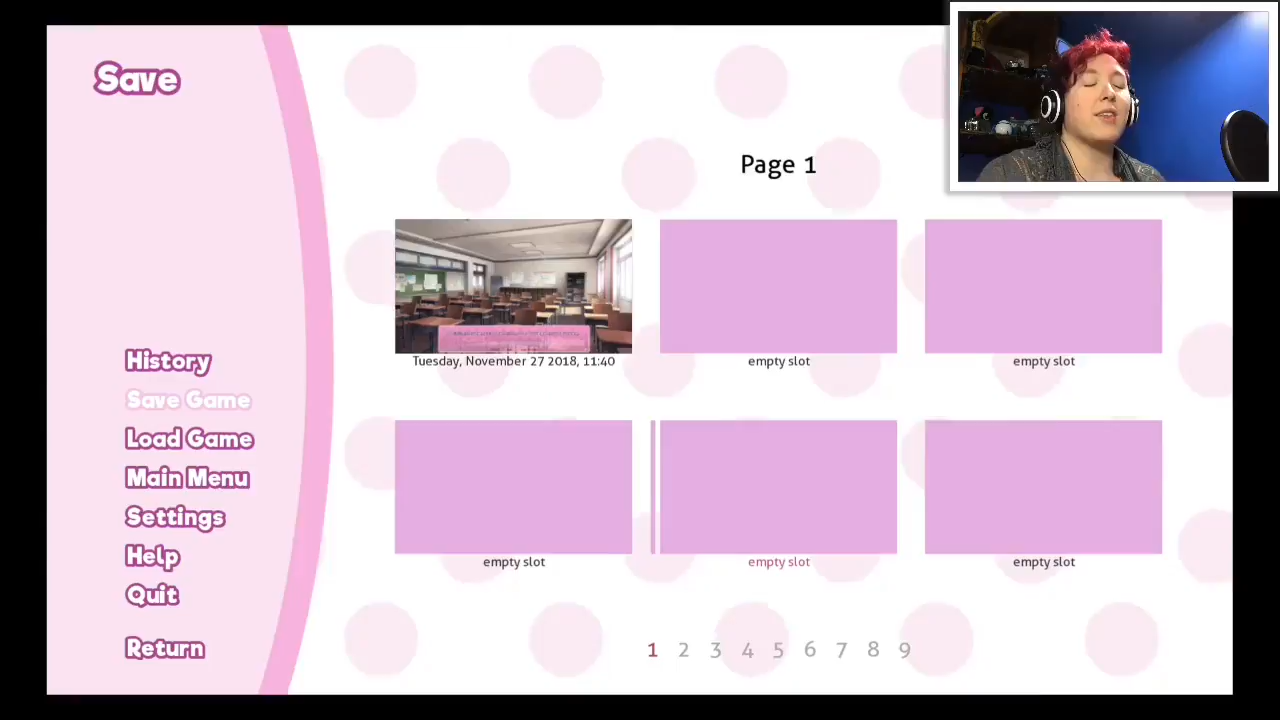 Save
Page 1
Tuesday, November 27 2018, 11:40
empty slot
empty slot
History
Save Game
Load Game
Main Menu
Settings
Help
Quit
Return
empty slot
empty slot
empty slot
1 2 3 4 5 6 7 8 9